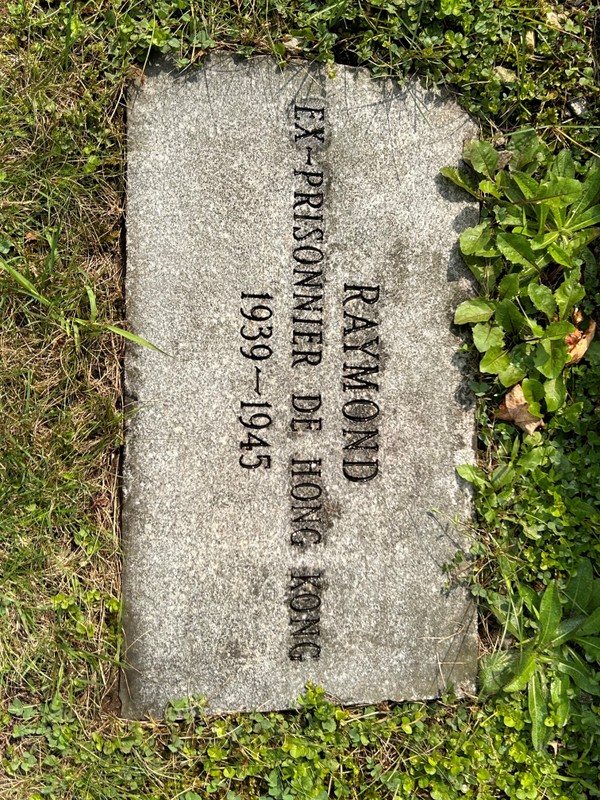 RAYMOND
EX-PRISONNIER DE HONG KONG
1939-1945